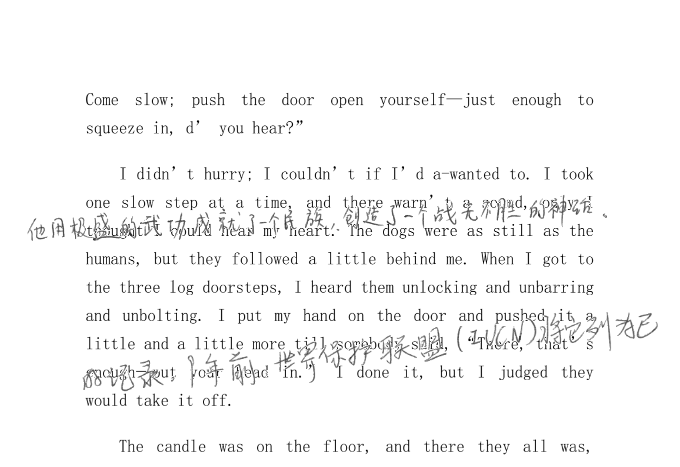 Come slow; push the door open yourself—just enough to
squeeze in, d’ you hear?”
I didn’t hurry; I couldn’t if I’d a-wanted to. I took
one slow step at a time, and there warn’t a sound, only I
他用极盛的武功成就了一个民族，创造了一个战无不胜的神话。
thought I could hear my heart. The dogs were as still as the
humans, but they followed a little behind me. When I got to
the three log doorsteps, I heard them unlocking and unbarring
and unbolting. I put my hand on the door and pushed it a
little and a little more till somebody said, “There, that’s
年前，世界保护联盟(IUCN)将它列为已
enough—put your head in.” I done it, but I judged they
记录，
would take it off.
The candle was on the floor, and there they all was,